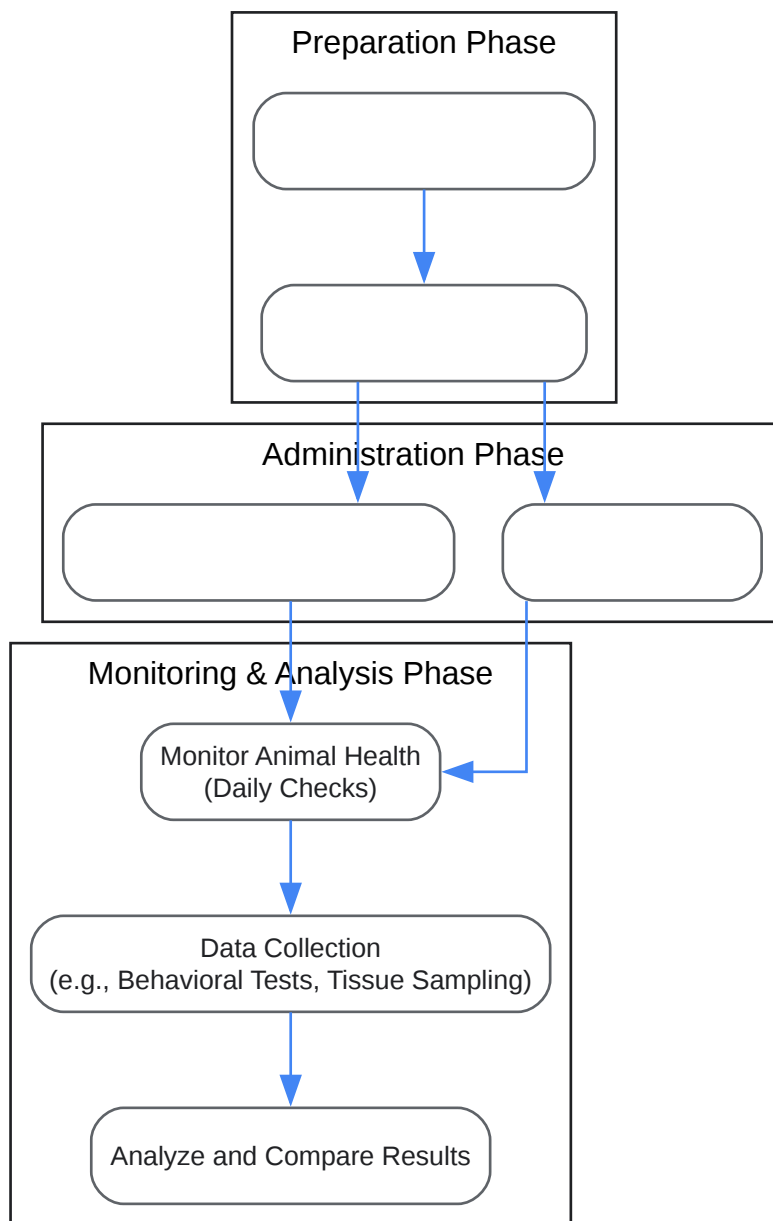 Preparation Phase
Administration Phase
Monitoring & Analysis Phase
Monitor Animal Health
(Daily Checks)
Data Collection
(e.g., Behavioral Tests, Tissue Sampling)
Analyze and Compare Results